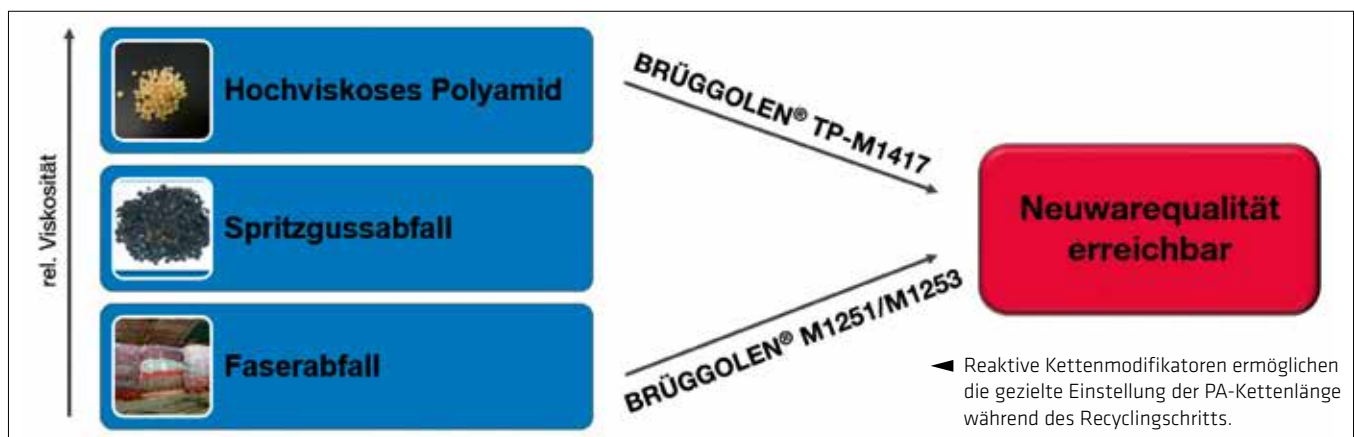 rel. Viskosität
Hochviskoses Polyamid
Spritzgussabfall
Faserabfall
BRÜGGOLEN® TP-M1417
BRÜGGOLEN® M1251/M1253
Neuwarequalität
erreichbar
◄ Reaktive Kettenmodifikatoren ermöglichen
die gezielte Einstellung der PA-Kettenlänge
während des Recyclingschritts.